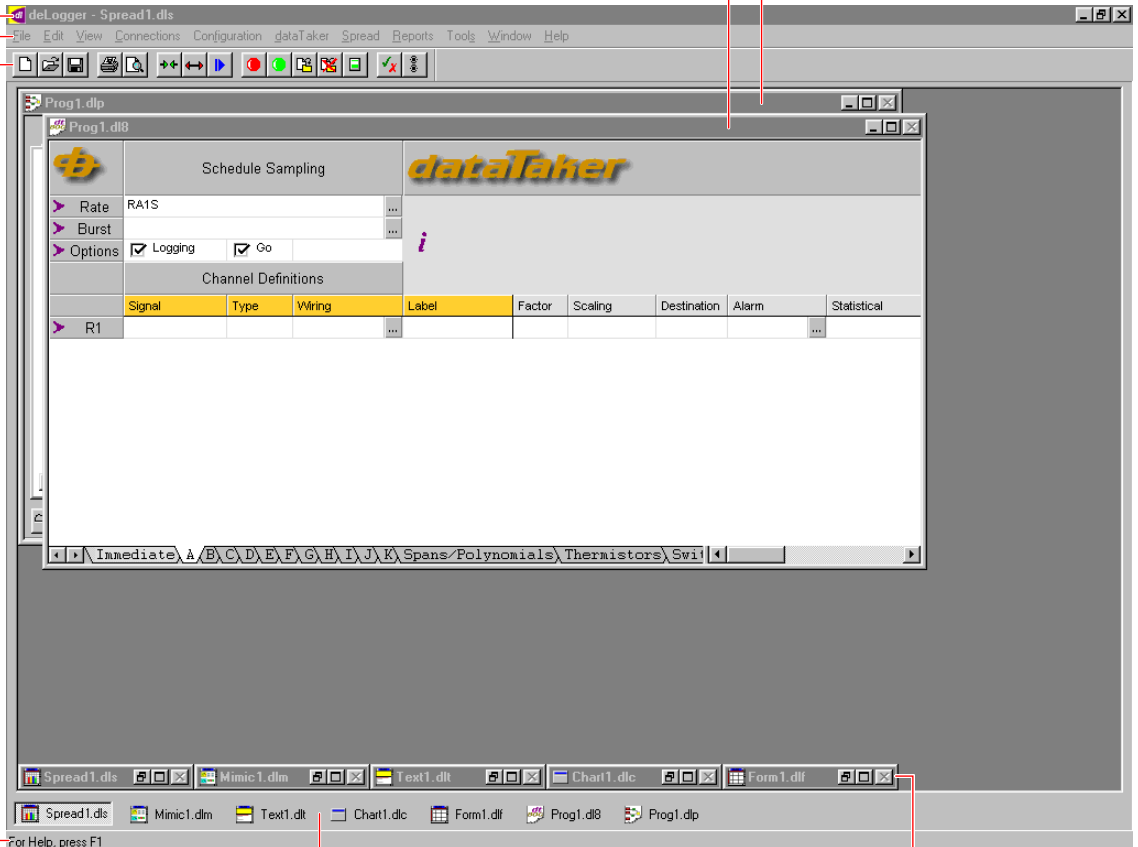 deLogger - Spread1.dls
File Edit View Connections Configuration dataTaker Spread Reports Tools Window Help
Prog1.dlp
Prog1.dl8
Schedule Sampling
dataTaker
Rate RA1S ...
Burst ...
Options Logging Go
i
Channel Definitions
Signal Type Wiring Label Factor Scaling Destination Alarm Statistical
R1 ... ...
Immediate A B C D E F G H I J K Spans/Polynomials Thermistors Swi
Spread1.dls Mimic1.dlm Text1.dlt Chart1.dlc Form1.dlf
Spread1.dls Mimic1.dlm Text1.dlt Chart1.dlc Form1.dlf Prog1.dl8 Prog1.dlp
For Help, press F1